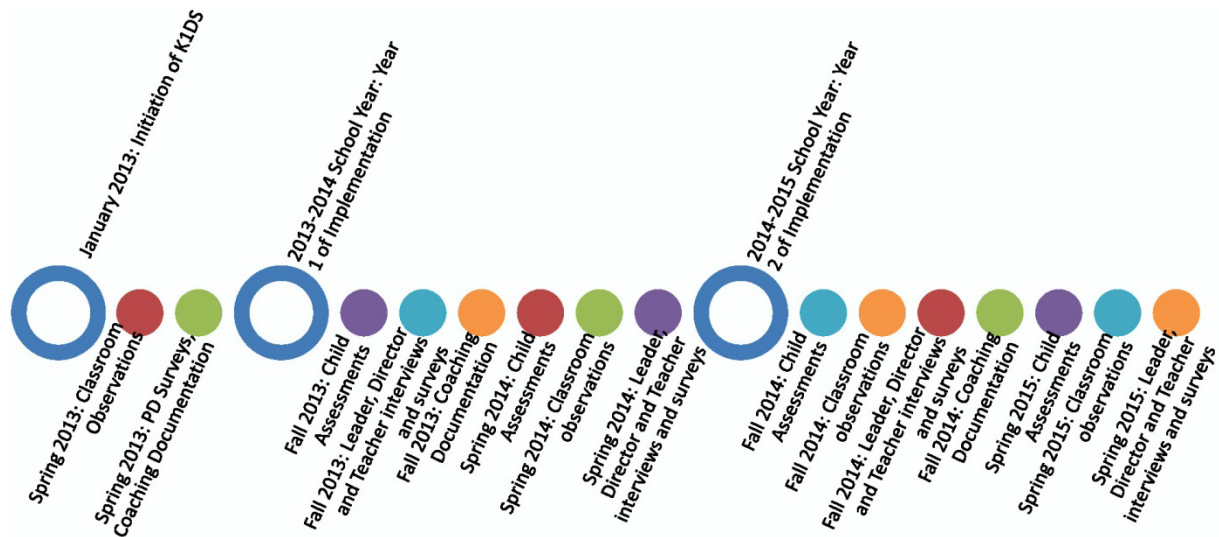 January 2013: Initiation of K1DS
Spring 2013: Classroom
Observations
Spring 2013: PD Surveys,
Coaching Documentation
2013-2014 School Year: Year
1 of Implementation
Fall 2013: Child
Assessments
Fall 2013: Leader, Director
and Teacher interviews
and surveys
Fall 2013: Coaching
Documentation
Spring 2014: Child
Assessments
Spring 2014: Classroom
observations
Spring 2014: Leader,
Director and Teacher
interviews and surveys
2014-2015 School Year: Year
2 of Implementation
Fall 2014: Child
Assessments
Fall 2014: Classroom
observations
Fall 2014: Leader, Director
and Teacher interviews
and surveys
Fall 2014: Coaching
Documentation
Spring 2015: Child
Assessments
Spring 2015: Classroom
observations
Spring 2015: Leader,
Director and Teacher
interviews and surveys